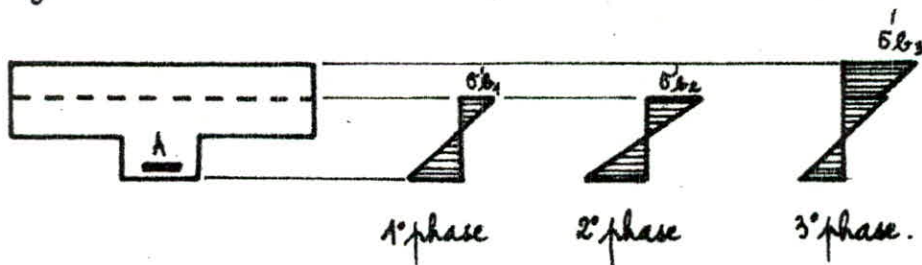 σ'b₁ σ'b₂ σ'b₃
A
1° phase 2° phase 3° phase.